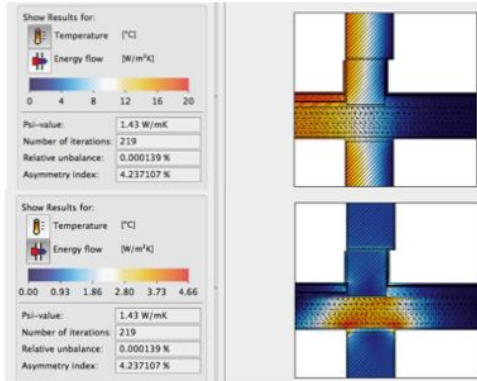 Show Results for:
Temperature [°C]
Energy flow [W/m²K]
0 4 8 12 16 20
Psi-value: 1.43 W/mK
Number of iterations: 219
Relative unbalance: 0.000139 %
Asymmetry index: 4.237107 %
Show Results for:
Temperature [°C]
Energy flow [W/m²K]
0.00 0.93 1.86 2.80 3.73 4.66
Psi-value: 1.43 W/mK
Number of iterations: 219
Relative unbalance: 0.000139 %
Asymmetry index: 4.237107 %